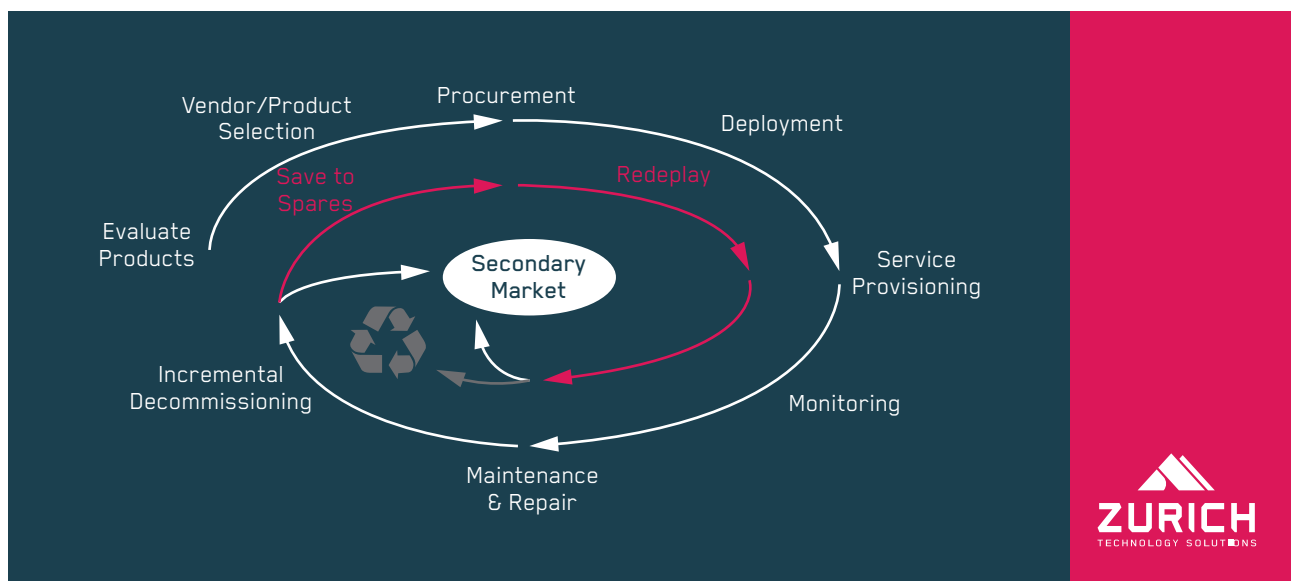 Vendor/Product
Selection
Procurement
Deployment
Save to
Spares
Redeplay
Evaluate
Products
Secondary
Market
Service
Provisioning
Incremental
Decommissioning
Monitoring
Maintenance
& Repair
ZURICH
TECHNOLOGY SOLUTIONS